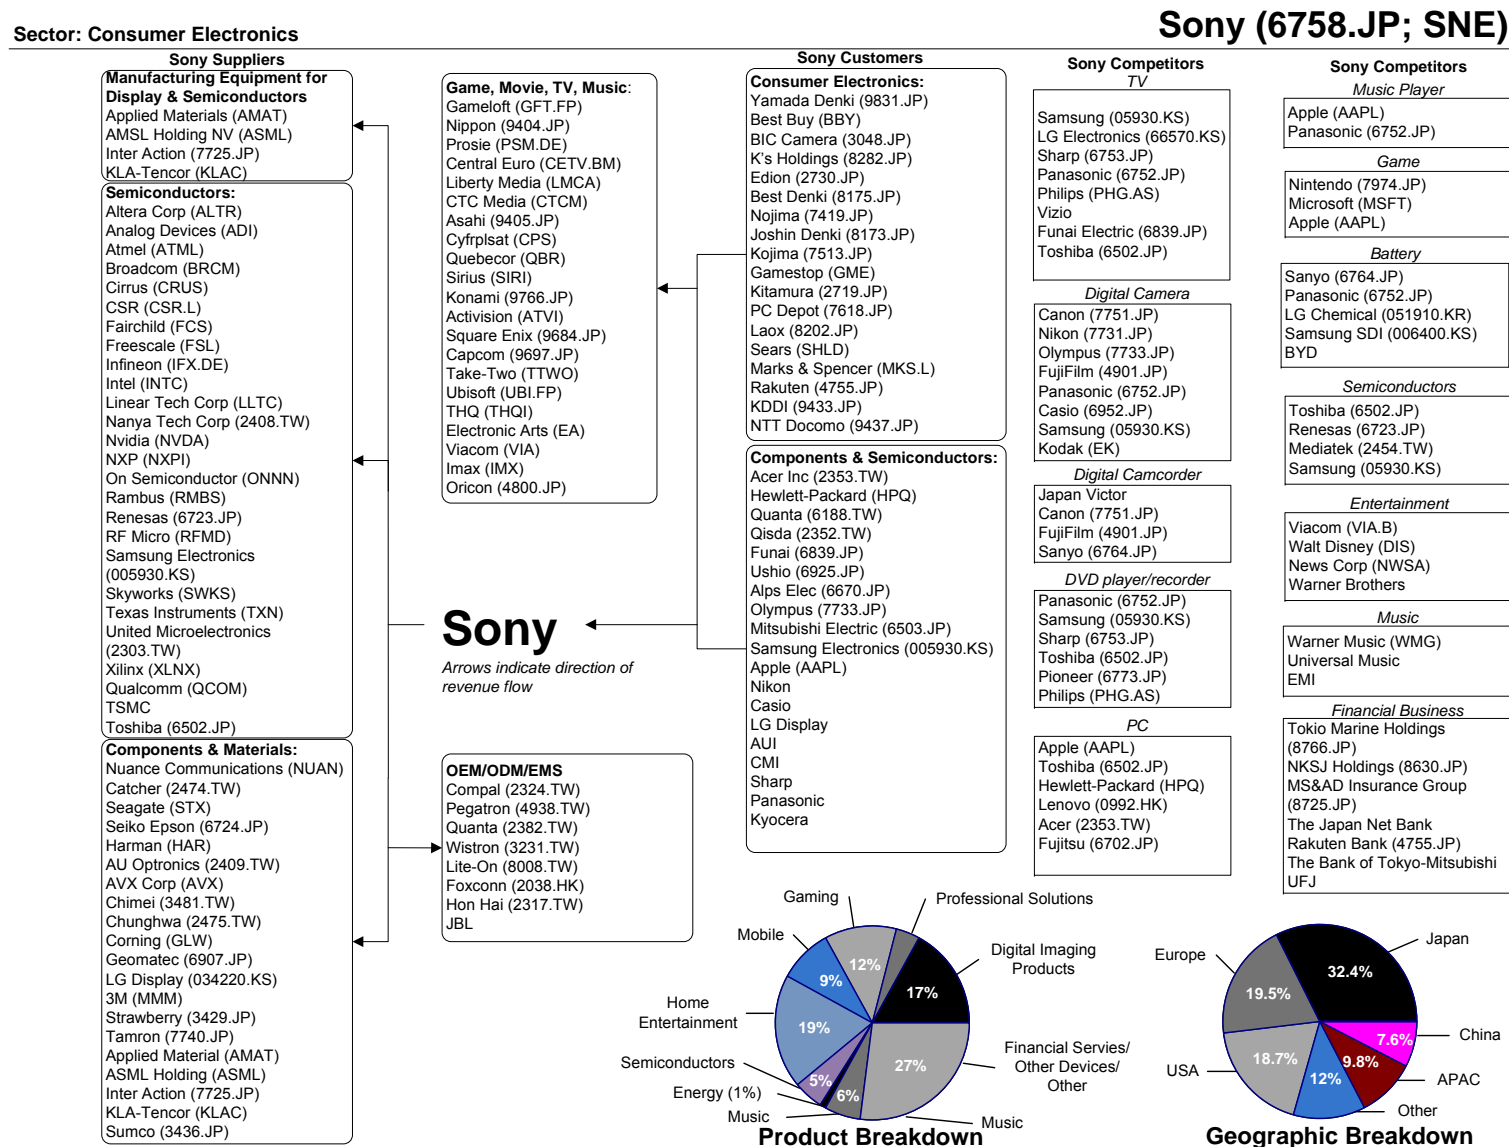 Sector: Consumer Electronics
Sony (6758.JP; SNE)
Sony Suppliers
Manufacturing Equipment for
Display & Semiconductors
Applied Materials (AMAT)
AMSL Holding NV (ASML)
Inter Action (7725.JP)
KLA-Tencor (KLAC)
Semiconductors:
Altera Corp (ALTR)
Analog Devices (ADI)
Atmel (ATML)
Broadcom (BRCM)
Cirrus (CRUS)
CSR (CSR.L)
Fairchild (FCS)
Freescale (FSL)
Infineon (IFX.DE)
Intel (INTC)
Linear Tech Corp (LLTC)
Nanya Tech Corp (2408.TW)
Nvidia (NVDA)
NXP (NXPI)
On Semiconductor (ONNN)
Rambus (RMBS)
Renesas (6723.JP)
RF Micro (RFMD)
Samsung Electronics
(005930.KS)
Skyworks (SWKS)
Texas Instruments (TXN)
United Microelectronics
(2303.TW)
Xilinx (XLNX)
Qualcomm (QCOM)
TSMC
Toshiba (6502.JP)
Components & Materials:
Nuance Communications (NUAN)
Catcher (2474.TW)
Seagate (STX)
Seiko Epson (6724.JP)
Harman (HAR)
AU Optronics (2409.TW)
AVX Corp (AVX)
Chimei (3481.TW)
Chunghwa (2475.TW)
Corning (GLW)
Geomatec (6907.JP)
LG Display (034220.KS)
3M (MMM)
Strawberry (3429.JP)
Tamron (7740.JP)
Applied Material (AMAT)
ASML Holding (ASML)
Inter Action (7725.JP)
KLA-Tencor (KLAC)
Sumco (3436.JP)
Game, Movie, TV, Music:
Gameloft (GFT.FP)
Nippon (9404.JP)
Prosie (PSM.DE)
Central Euro (CETV.BM)
Liberty Media (LMCA)
CTC Media (CTCM)
Asahi (9405.JP)
Cyfrplsat (CPS)
Quebecor (QBR)
Sirius (SIRI)
Konami (9766.JP)
Activision (ATVI)
Square Enix (9684.JP)
Capcom (9697.JP)
Take-Two (TTWO)
Ubisoft (UBI.FP)
THQ (THQI)
Electronic Arts (EA)
Viacom (VIA)
Imax (IMX)
Oricon (4800.JP)
Sony
Arrows indicate direction of
revenue flow
OEM/ODM/EMS
Compal (2324.TW)
Pegatron (4938.TW)
Quanta (2382.TW)
Wistron (3231.TW)
Lite-On (8008.TW)
Foxconn (2038.HK)
Hon Hai (2317.TW)
JBL
Sony Customers
Consumer Electronics:
Yamada Denki (9831.JP)
Best Buy (BBY)
BIC Camera (3048.JP)
K's Holdings (8282.JP)
Edion (2730.JP)
Best Denki (8175.JP)
Nojima (7419.JP)
Joshin Denki (8173.JP)
Kojima (7513.JP)
Gamestop (GME)
Kitamura (2719.JP)
PC Depot (7618.JP)
Laox (8202.JP)
Sears (SHLD)
Marks & Spencer (MKS.L)
Rakuten (4755.JP)
KDDI (9433.JP)
NTT Docomo (9437.JP)
Components & Semiconductors:
Acer Inc (2353.TW)
Hewlett-Packard (HPQ)
Quanta (6188.TW)
Qisda (2352.TW)
Funai (6839.JP)
Ushio (6925.JP)
Alps Elec (6670.JP)
Olympus (7733.JP)
Mitsubishi Electric (6503.JP)
Samsung Electronics (005930.KS)
Apple (AAPL)
Nikon
Casio
LG Display
AUI
CMI
Sharp
Panasonic
Kyocera
Sony Competitors
TV
Samsung (05930.KS)
LG Electronics (66570.KS)
Sharp (6753.JP)
Panasonic (6752.JP)
Philips (PHG.AS)
Vizio
Funai Electric (6839.JP)
Toshiba (6502.JP)
Digital Camera
Canon (7751.JP)
Nikon (7731.JP)
Olympus (7733.JP)
FujiFilm (4901.JP)
Panasonic (6752.JP)
Casio (6952.JP)
Samsung (05930.KS)
Kodak (EK)
Digital Camcorder
Japan Victor
Canon (7751.JP)
FujiFilm (4901.JP)
Sanyo (6764.JP)
DVD player/recorder
Panasonic (6752.JP)
Samsung (05930.KS)
Sharp (6753.JP)
Toshiba (6502.JP)
Pioneer (6773.JP)
Philips (PHG.AS)
PC
Apple (AAPL)
Toshiba (6502.JP)
Hewlett-Packard (HPQ)
Lenovo (0992.HK)
Acer (2353.TW)
Fujitsu (6702.JP)
Sony Competitors
Music Player
Apple (AAPL)
Panasonic (6752.JP)
Game
Nintendo (7974.JP)
Microsoft (MSFT)
Apple (AAPL)
Battery
Sanyo (6764.JP)
Panasonic (6752.JP)
LG Chemical (051910.KR)
Samsung SDI (006400.KS)
BYD
Semiconductors
Toshiba (6502.JP)
Renesas (6723.JP)
Mediatek (2454.TW)
Samsung (05930.KS)
Entertainment
Viacom (VIA.B)
Walt Disney (DIS)
News Corp (NWSA)
Warner Brothers
Music
Warner Music (WMG)
Universal Music
EMI
Financial Business
Tokio Marine Holdings
(8766.JP)
NKSJ Holdings (8630.JP)
MS&AD Insurance Group
(8725.JP)
The Japan Net Bank
Rakuten Bank (4755.JP)
The Bank of Tokyo-Mitsubishi
UFJ
Gaming
Professional Solutions
Mobile
Digital Imaging
Products
12%
9%
17%
Home
Entertainment
19%
Financial Servies/
Other Devices/
Other
27%
Semiconductors
5%
Energy (1%)
6%
Music
Music
Product Breakdown
Japan
Europe
32.4%
19.5%
China
7.6%
USA
18.7%
9.8%
APAC
12%
Other
Geographic Breakdown